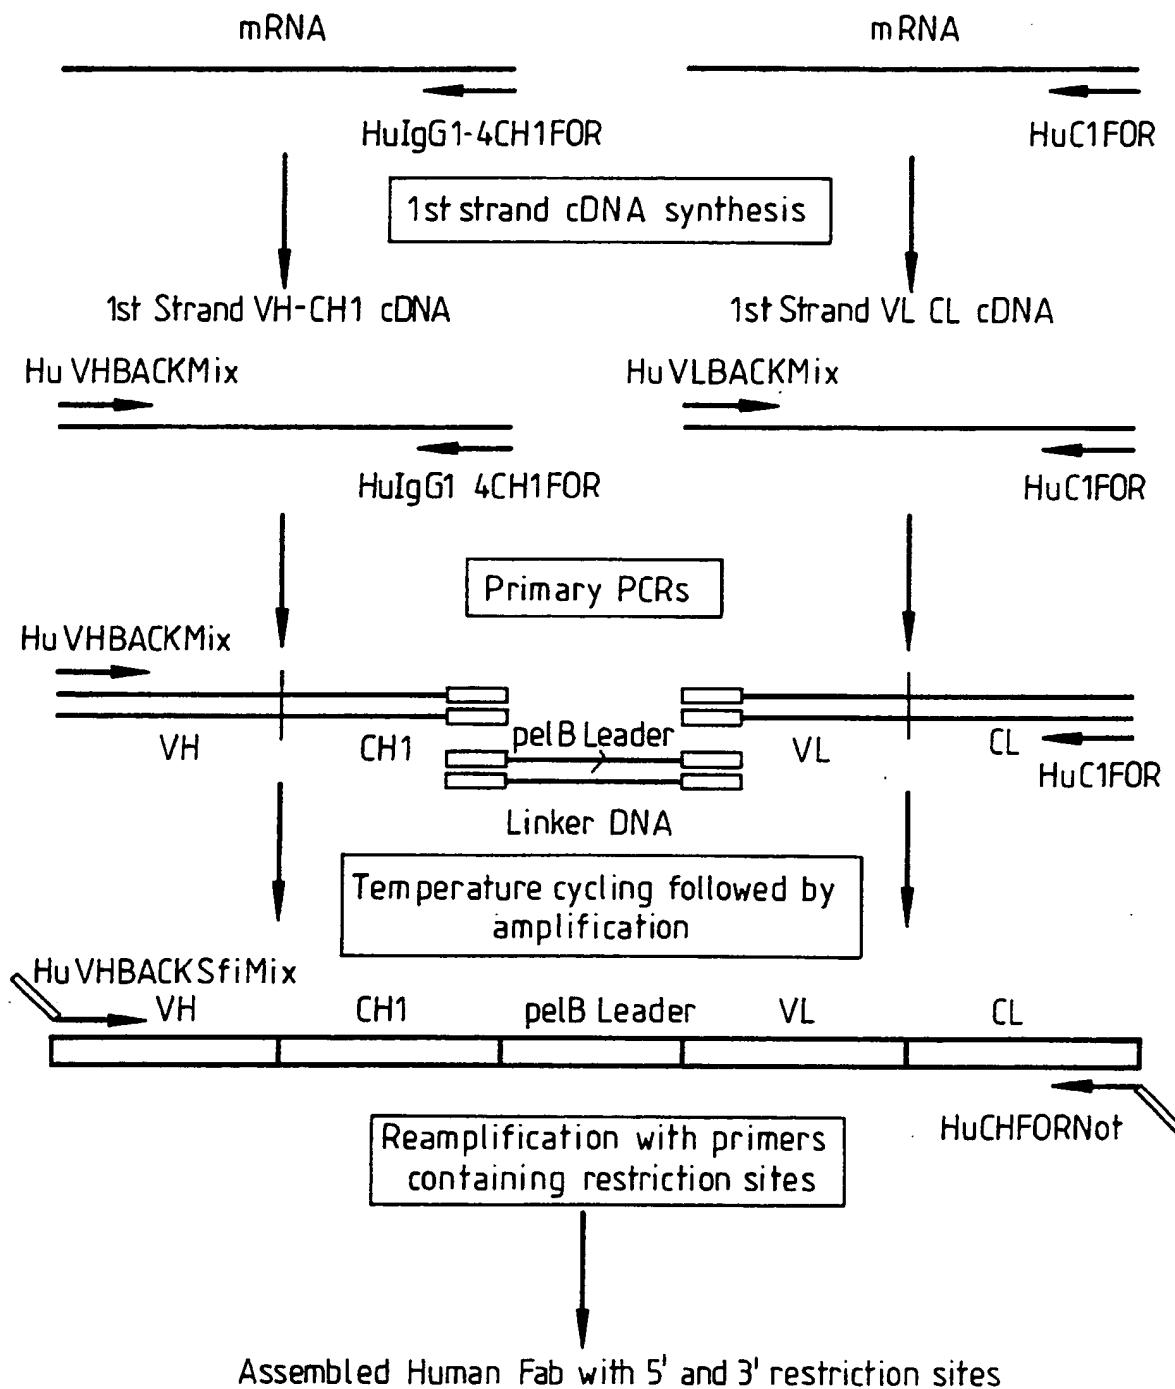 mRNA
mRNA
HuIgG1-4CH1FOR
HuC1FOR
1st strand cDNA synthesis
1st Strand VH-CH1 cDNA
1st Strand VL CL cDNA
Hu VHBACKMix
Hu VLBACKMix
HuIgG1 4CH1FOR
HuC1FOR
Primary PCRs
Hu VHBACKMix
VH
CH1
pelB Leader
VL
CL
HuC1FOR
Linker DNA
Temperature cycling followed by
amplification
Hu VHBACKSfiMix
VH
CH1
pelB Leader
VL
CL
HuCHFORNot
Reamplification with primers
containing restriction sites
Assembled Human Fab with 5' and 3' restriction sites